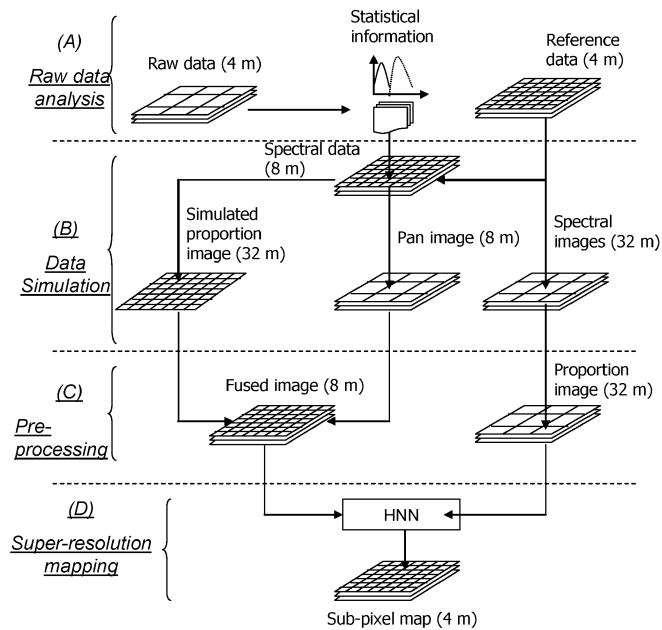 (A)
Raw data
analysis
Raw data (4 m)
Statistical
information
Reference
data (4 m)
Spectral data
(8 m)
(B)
Data
Simulation
Simulated
proportion
image (32 m)
Pan image (8 m)
Spectral
images (32 m)
(C)
Pre-
processing
Fused image (8 m)
Proportion
image (32 m)
(D)
Super-resolution
mapping
HNN
Sub-pixel map (4 m)